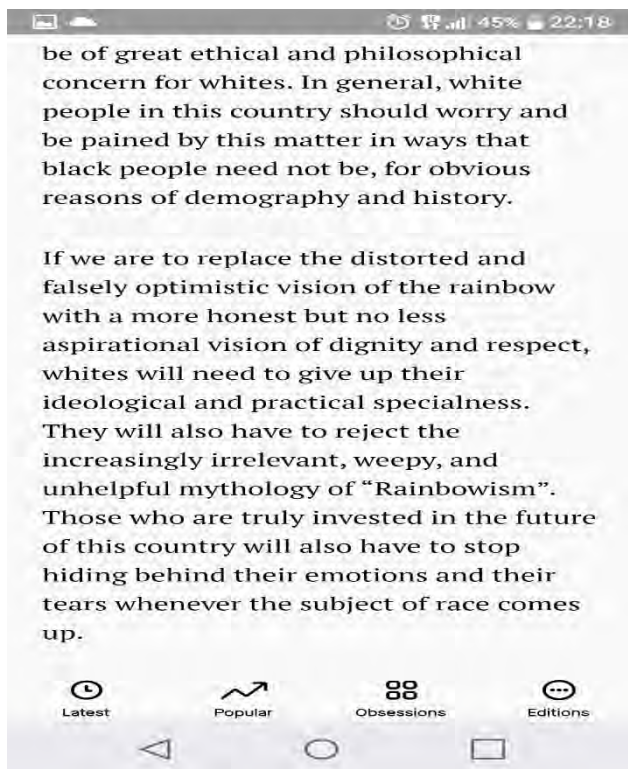 45% 22:18
be of great ethical and philosophical
concern for whites. In general, white
people in this country should worry and
be pained by this matter in ways that
black people need not be, for obvious
reasons of demography and history.
If we are to replace the distorted and
falsely optimistic vision of the rainbow
with a more honest but no less
aspirational vision of dignity and respect,
whites will need to give up their
ideological and practical specialness.
They will also have to reject the
increasingly irrelevant, weepy, and
unhelpful mythology of “Rainbowism”.
Those who are truly invested in the future
of this country will also have to stop
hiding behind their emotions and their
tears whenever the subject of race comes
up.
Latest Popular Obsessions Editions